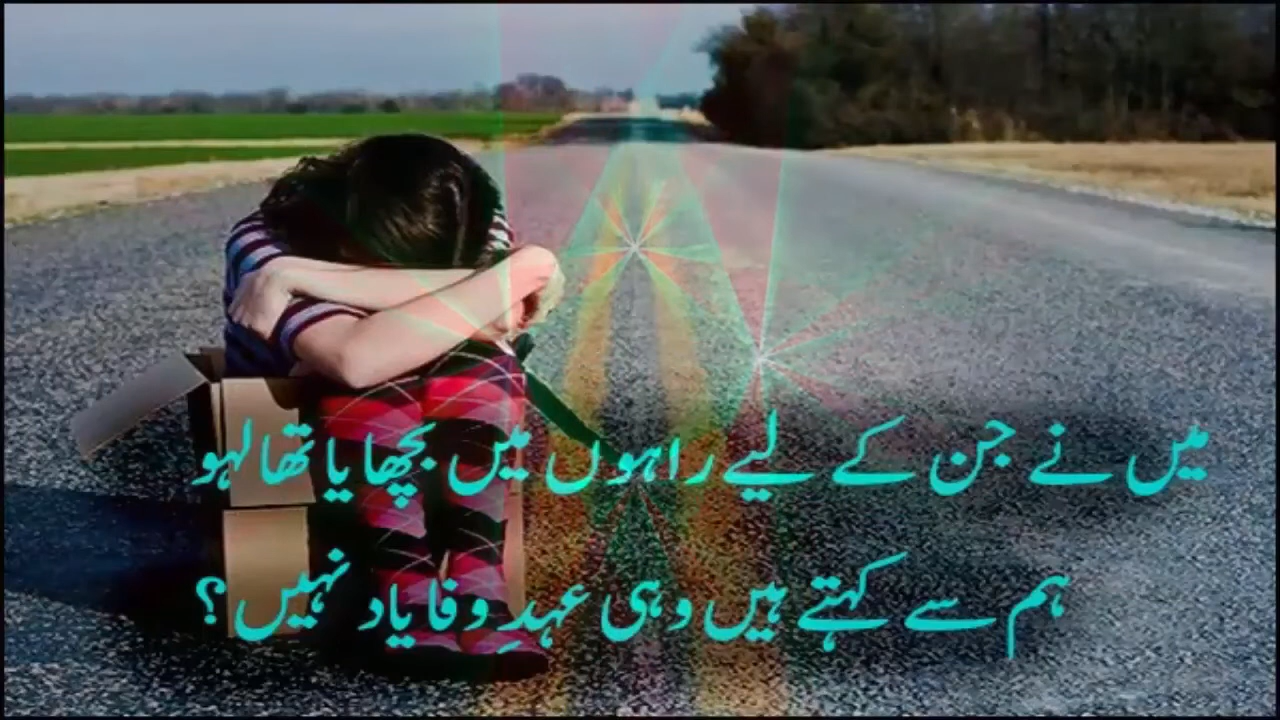 میں نے جن کے لیے راہوں میں بچھایا تھا لہو
ہم سے کہتے ہیں وہی عہدِ وفا یاد نہیں؟